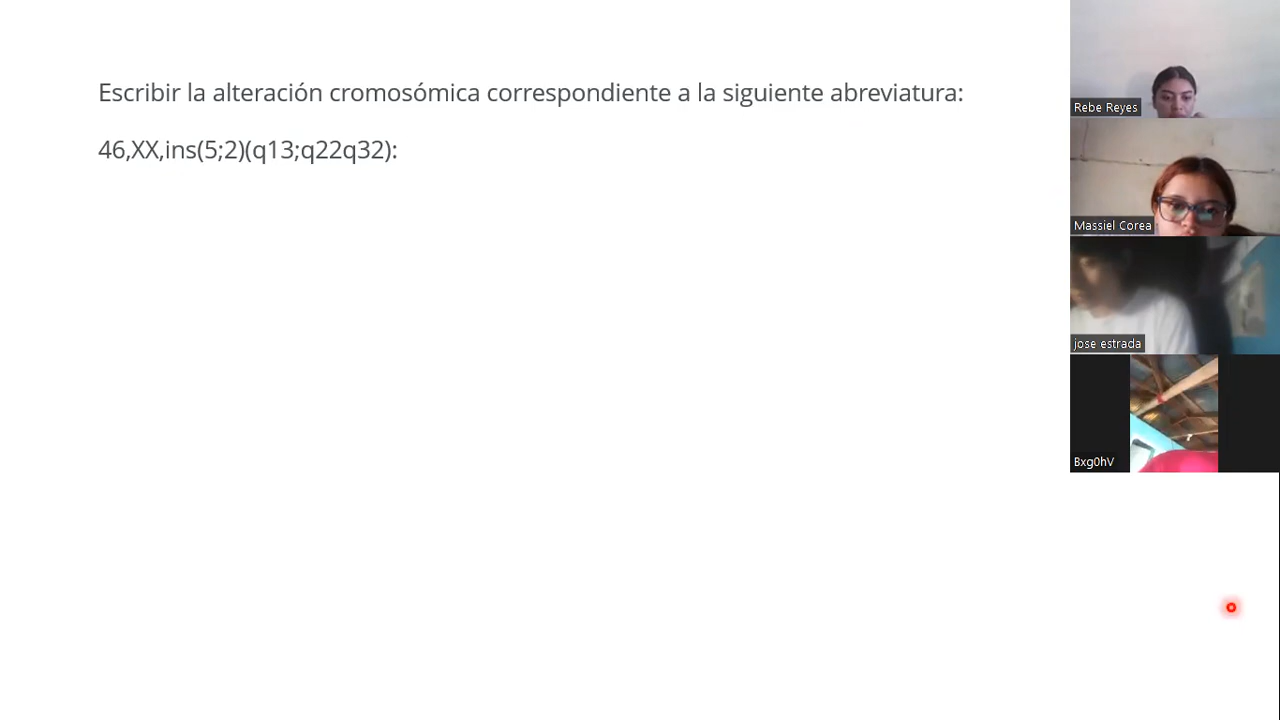 Escribir la alteración cromosómica correspondiente a la siguiente abreviatura:
46,XX,ins(5;2)(q13;q22q32):
Rebe Reyes
Massiel Corea
jose estrada
Bxg0hV